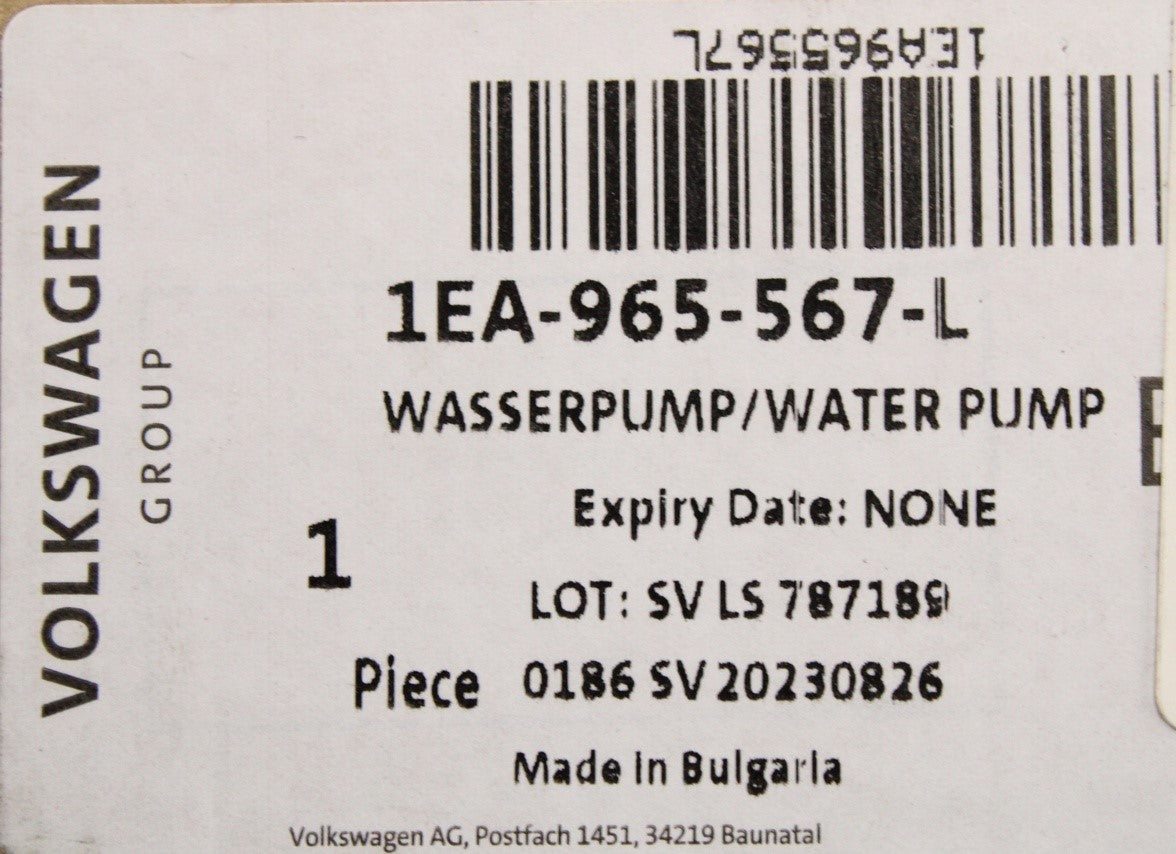 1EA965567L
VOLKSWAGEN
GROUP
1EA-965-567-L
WASSERPUMP/WATER PUMP
Expiry Date: NONE
1
LOT: SV LS 787189
Piece 0186 SV 20230826
Made in Bulgaria
Volkswagen AG, Postfach 1451, 34219 Baunatal